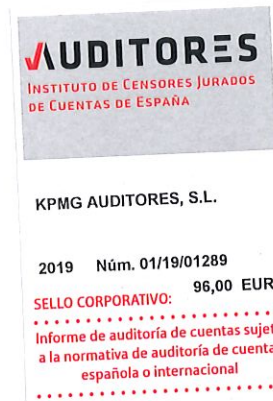 AUDITORES
INSTITUTO DE CENSORES JURADOS
DE CUENTAS DE ESPAÑA
KPMG AUDITORES, S.L.
2019 Núm. 01/19/01289
96,00 EUR
SELLO CORPORATIVO:
Informe de auditoría de cuentas sujet
a la normativa de auditoría de cuenta
española o internacional